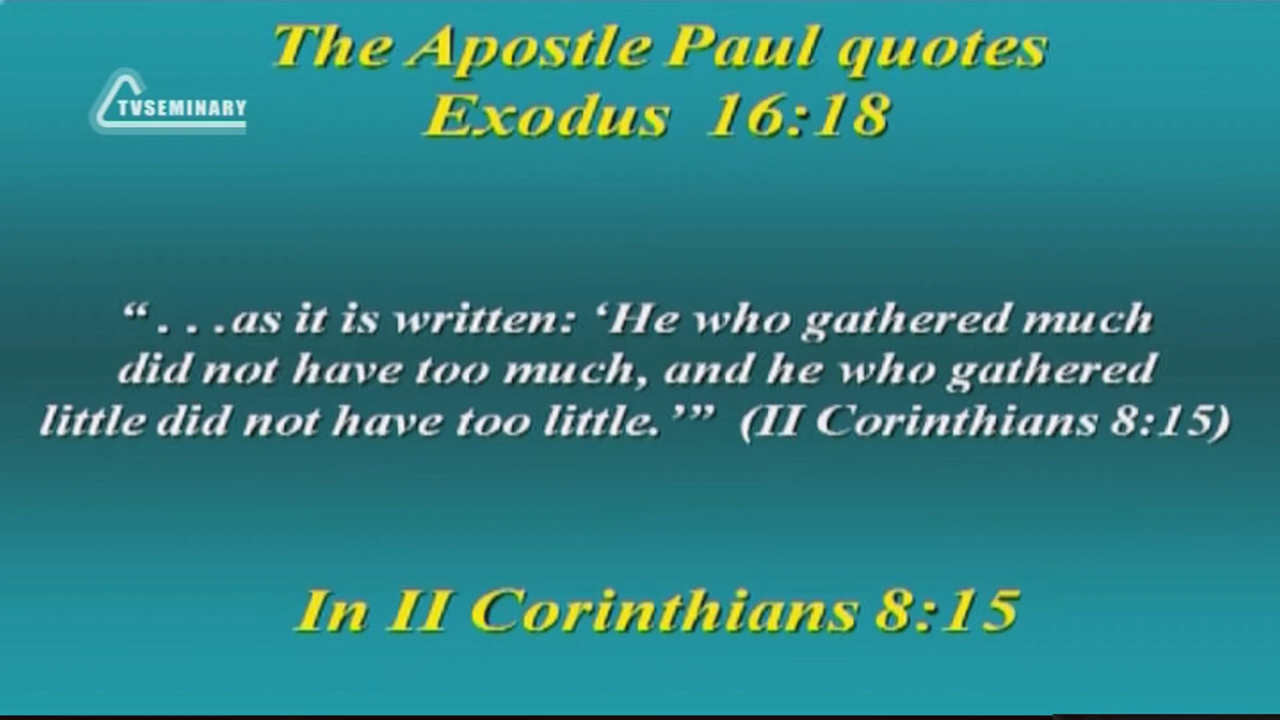 The Apostle Paul quotes
Exodus 16:18
TVSEMINARY
“. . .as it is written: ‘He who gathered much
did not have too much, and he who gathered
little did not have too little.’” (II Corinthians 8:15)
In II Corinthians 8:15